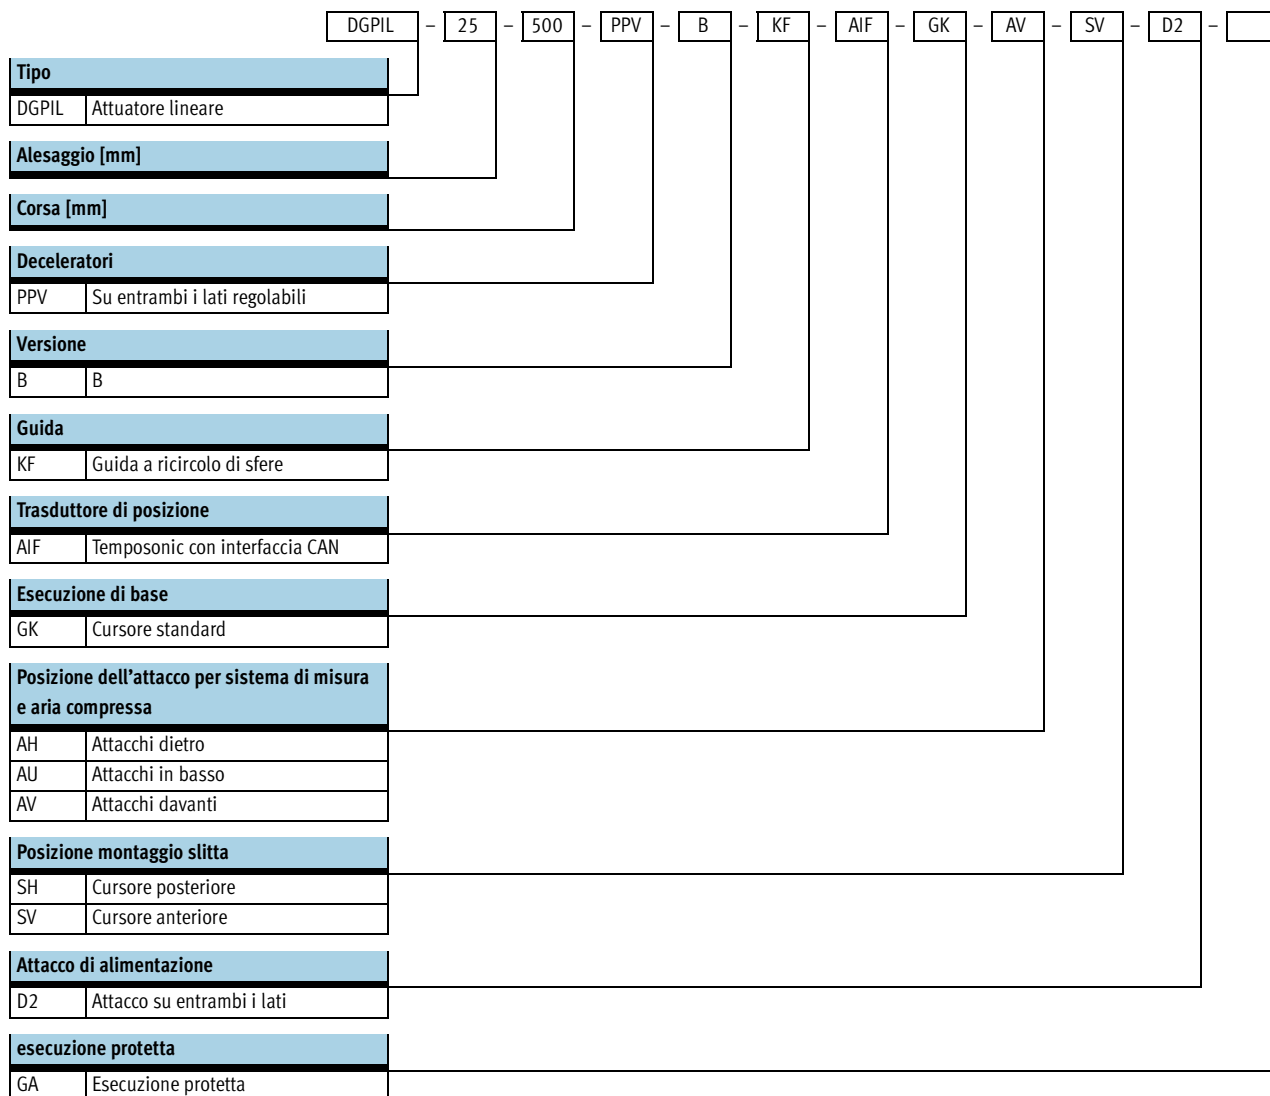 DGPIL – 25 – 500 – PPV – B – KF – AIF – GK – AV – SV – D2 –
Tipo
DGPIL Attuatore lineare
Alesaggio [mm]
Corsa [mm]
Deceleratori
PPV Su entrambi i lati regolabili
Versione
B B
Guida
KF Guida a ricircolo di sfere
Trasduttore di posizione
AIF Temposonic con interfaccia CAN
Esecuzione di base
GK Cursore standard
Posizione dell’attacco per sistema di misura
e aria compressa
AH Attacchi dietro
AU Attacchi in basso
AV Attacchi davanti
Posizione montaggio slitta
SH Cursore posteriore
SV Cursore anteriore
Attacco di alimentazione
D2 Attacco su entrambi i lati
esecuzione protetta
GA Esecuzione protetta